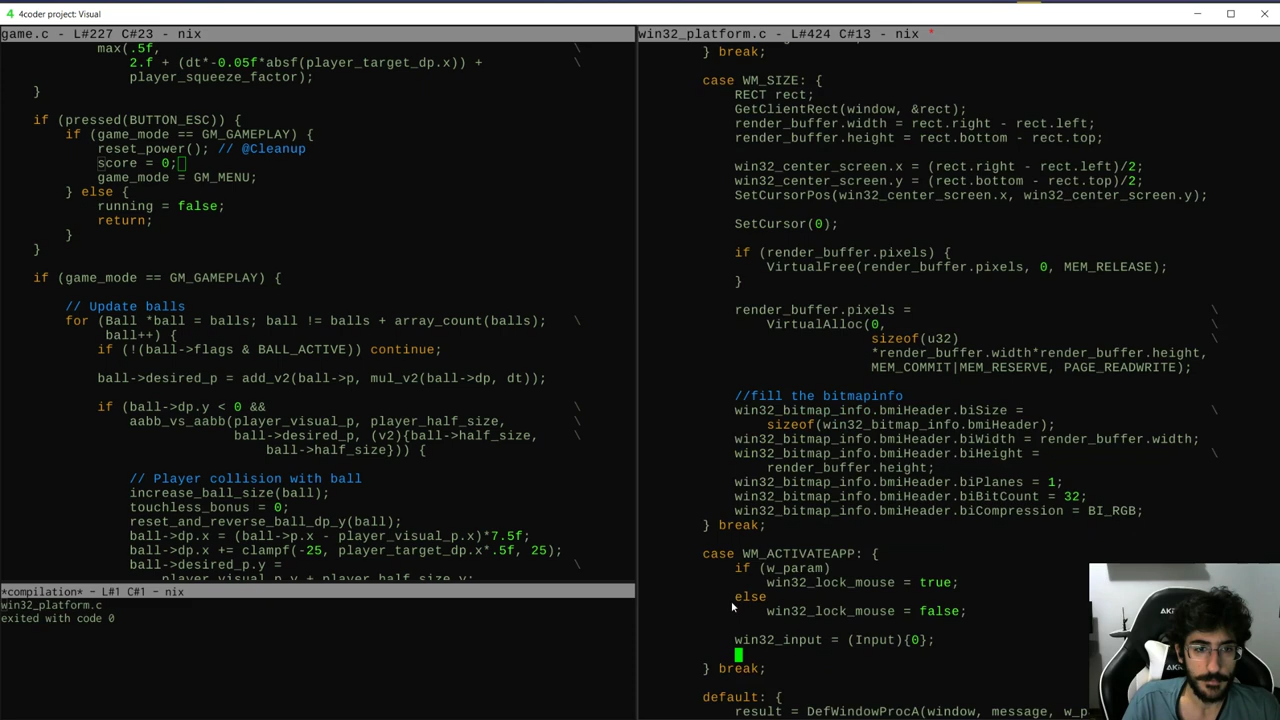 4 4coder project: Visual
game.c - L#227 C#23 - nix
max(.5f, \
2.f + (dt*-0.05f*absf(player_target_dp.x)) + \
player_squeeze_factor);
}
if (pressed(BUTTON_ESC)) {
if (game_mode == GM_GAMEPLAY) {
reset_power(); // @Cleanup
score = 0;
game_mode = GM_MENU;
} else {
running = false;
return;
}
}
if (game_mode == GM_GAMEPLAY) {
// Update balls
for (Ball *ball = balls; ball != balls + array_count(balls); \
ball++) {
if (!(ball->flags & BALL_ACTIVE)) continue;
ball->desired_p = add_v2(ball->p, mul_v2(ball->dp, dt));
if (ball->dp.y < 0 && \
aabb_vs_aabb(player_visual_p, player_half_size, \
ball->desired_p, (v2){ball->half_size, \
ball->half_size})) {
// Player collision with ball
increase_ball_size(ball);
touchless_bonus = 0;
reset_and_reverse_ball_dp_y(ball);
ball->dp.x = (ball->p.x - player_visual_p.x)*7.5f;
ball->dp.x += clampf(-25, player_target_dp.x*.5f, 25);
ball->desired_p.y = \
player_visual_p.y + player_half_size.y;
*compilation* - L#1 C#1 - nix
win32_platform.c
exited with code 0
win32_platform.c - L#424 C#13 - nix *
} break;
case WM_SIZE: {
RECT rect;
GetClientRect(window, &rect);
render_buffer.width = rect.right - rect.left;
render_buffer.height = rect.bottom - rect.top;
win32_center_screen.x = (rect.right - rect.left)/2;
win32_center_screen.y = (rect.bottom - rect.top)/2;
SetCursorPos(win32_center_screen.x, win32_center_screen.y);
SetCursor(0);
if (render_buffer.pixels) {
VirtualFree(render_buffer.pixels, 0, MEM_RELEASE);
}
render_buffer.pixels = \
VirtualAlloc(0, \
sizeof(u32) \
*render_buffer.width*render_buffer.height, \
MEM_COMMIT|MEM_RESERVE, PAGE_READWRITE);
//fill the bitmapinfo
win32_bitmap_info.bmiHeader.biSize = \
sizeof(win32_bitmap_info.bmiHeader);
win32_bitmap_info.bmiHeader.biWidth = render_buffer.width;
win32_bitmap_info.bmiHeader.biHeight = \
render_buffer.height;
win32_bitmap_info.bmiHeader.biPlanes = 1;
win32_bitmap_info.bmiHeader.biBitCount = 32;
win32_bitmap_info.bmiHeader.biCompression = BI_RGB;
} break;
case WM_ACTIVATEAPP: {
if (w_param)
win32_lock_mouse = true;
else
win32_lock_mouse = false;
win32_input = (Input){0};
} break;
default: {
result = DefWindowProcA(window, message, w_p